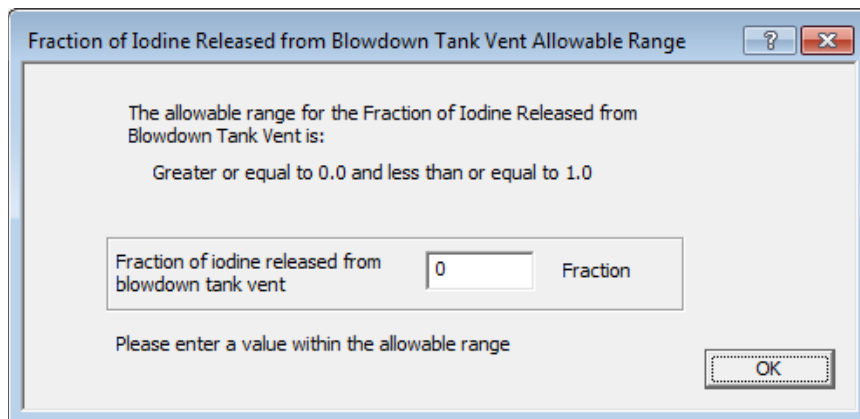 Fraction of Iodine Released from Blowdown Tank Vent Allowable Range
The allowable range for the Fraction of Iodine Released from
Blowdown Tank Vent is:
Greater or equal to 0.0 and less than or equal to 1.0
Fraction of iodine released from
blowdown tank vent
0
Fraction
Please enter a value within the allowable range
OK